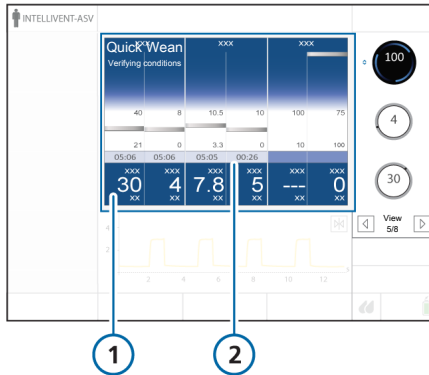 INTELLIVENT-ASV
xxx xxx xxx
Quick Wean
Verifying conditions
40 8 10.5 10 100 75
21 0 3.3 0 10 100
05:06 05:06 05:05 00:26
xxx xxx xxx xxx xxx xxx
30 4 7.8 5 --- 0
xx xx xx xx xx xx
100
4
30
View
5/8
4
2
2 4 6 8 10 12
1 2